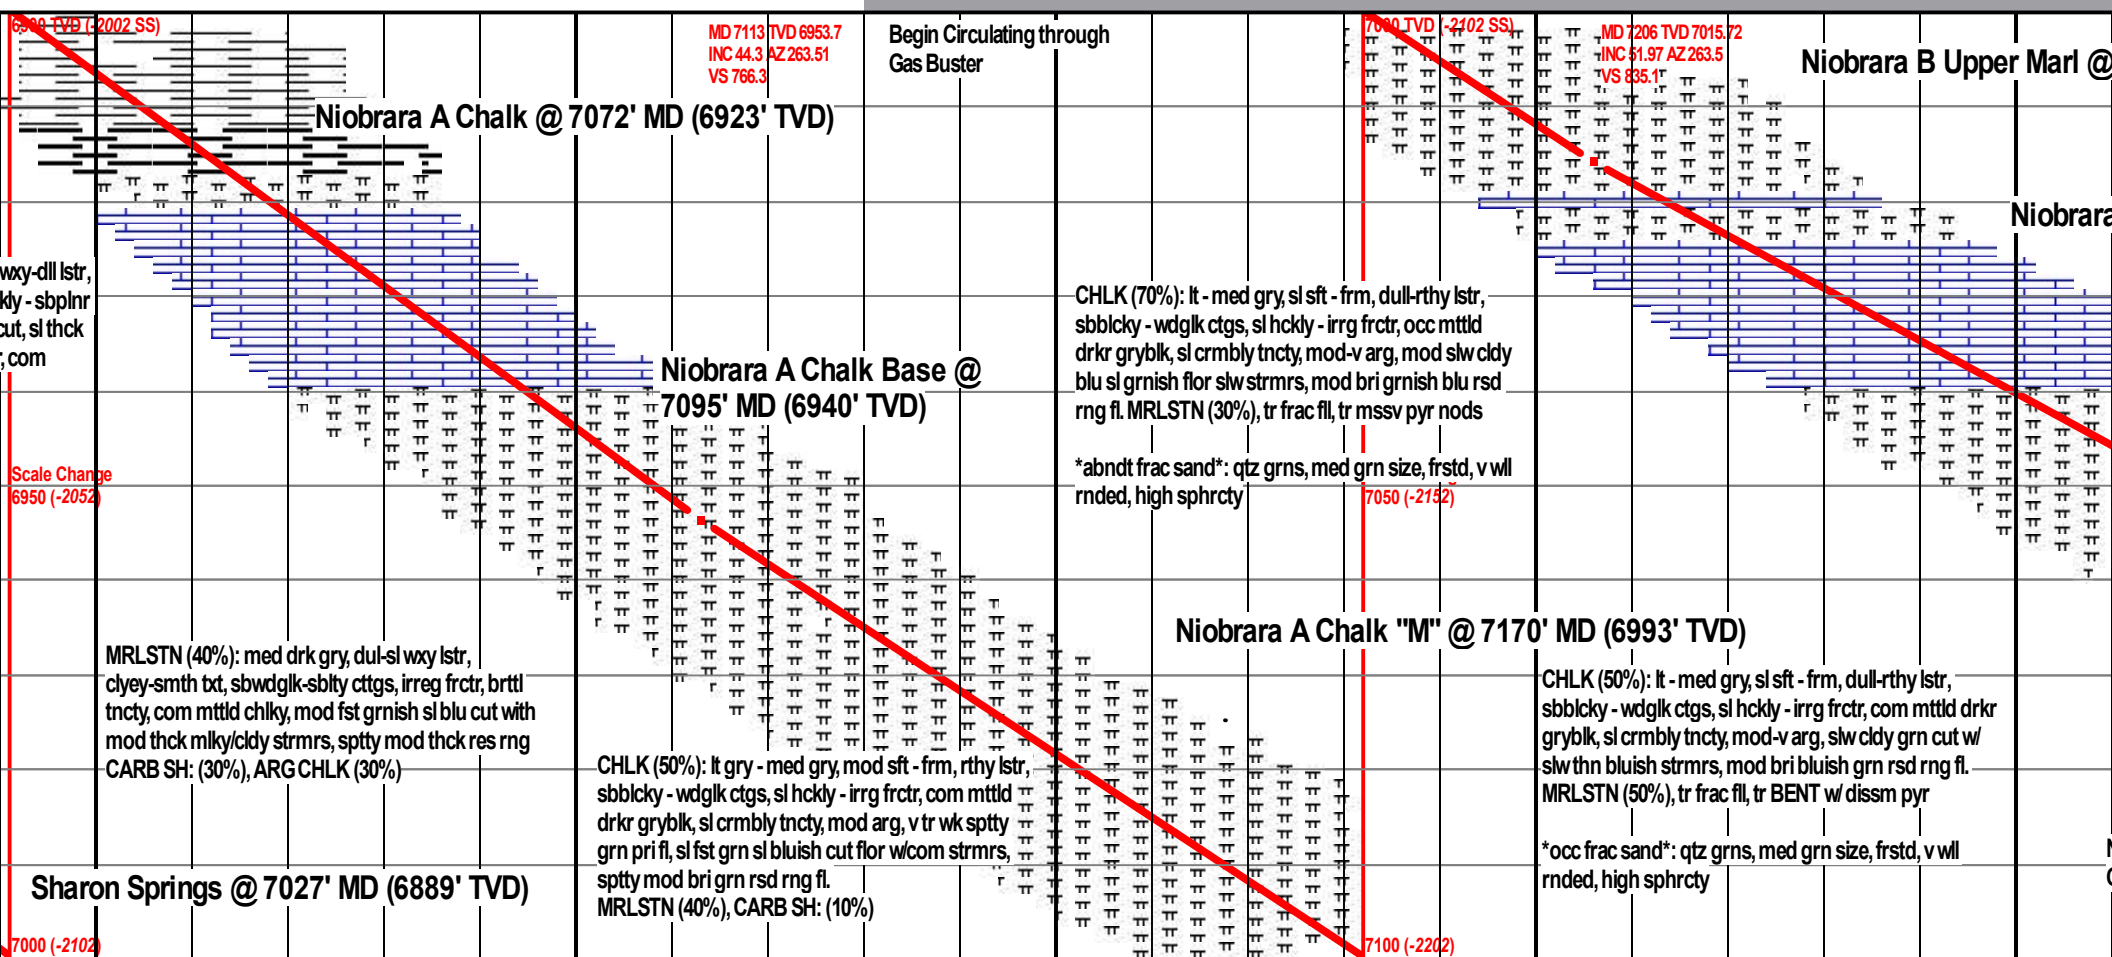 6900 TVD (-2002 SS)
MD 7113 TVD 6953.7
INC 44.3 AZ 263.51
VS 766.3
Begin Circulating through
Gas Buster
7000 TVD (-2102 SS)
MD 7206 TVD 7015.72
INC 51.97 AZ 263.5
VS 835.1
Niobrara B Upper Marl @
Niobrara A Chalk @ 7072' MD (6923' TVD)
Niobrara
wxy-dll lstr,
kly - sbplnr
cut, sl thck
, com
CHLK (70%): lt - med gry, sl sft - frm, dull-rthy lstr,
sbblcky - wdglk ctgs, sl hckly - irrg frctr, occ mttld
drkr gryblk, sl crmbly tncty, mod-v arg, mod slw cldy
blu sl grnish flor slw strmrs, mod bri grnish blu rsd
rng fl. MRLSTN (30%), tr frac fll, tr mssv pyr nods
*abndt frac sand*: qtz grns, med grn size, frstd, v wll
rnded, high sphrcty
Niobrara A Chalk Base @
7095' MD (6940' TVD)
Scale Change
6950 (-2052)
7050 (-2152)
Niobrara A Chalk "M" @ 7170' MD (6993' TVD)
MRLSTN (40%): med drk gry, dul-sl wxy lstr,
clyey-smth txt, sbwdglk-sblty cttgs, irreg frctr, brttl
tncty, com mttld chlky, mod fst grnish sl blu cut with
mod thck mlky/cldy strmrs, sptty mod thck res rng
CARB SH: (30%), ARG CHLK (30%)
CHLK (50%): lt gry - med gry, mod sft - frm, rthy lstr,
sbblcky - wdglk ctgs, sl hckly - irrg frctr, com mttld
drkr gryblk, sl crmbly tncty, mod arg, v tr wk sptty
grn pri fl, sl fst grn sl bluish cut flor w/com strmrs,
sptty mod bri grn rsd rng fl.
MRLSTN (40%), CARB SH: (10%)
CHLK (50%): lt - med gry, sl sft - frm, dull-rthy lstr,
sbblcky - wdglk ctgs, sl hckly - irrg frctr, com mttld drkr
gryblk, sl crmbly tncty, mod-v arg, slw cldy grn cut w/
slw thn bluish strmrs, mod bri bluish grn rsd rng fl.
MRLSTN (50%), tr frac fll, tr BENT w/ dissm pyr
*occ frac sand*: qtz grns, med grn size, frstd, v wll
rnded, high sphrcty
Sharon Springs @ 7027' MD (6889' TVD)
7000 (-2102)
7100 (-2202)